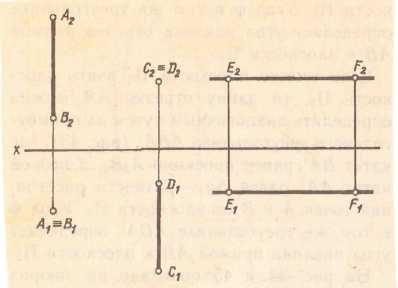 A₂
C₂ ≡ D₂
E₂
F₂
B₂
x
D₁
A₁ ≡ B₁
E₁
F₁
C₁